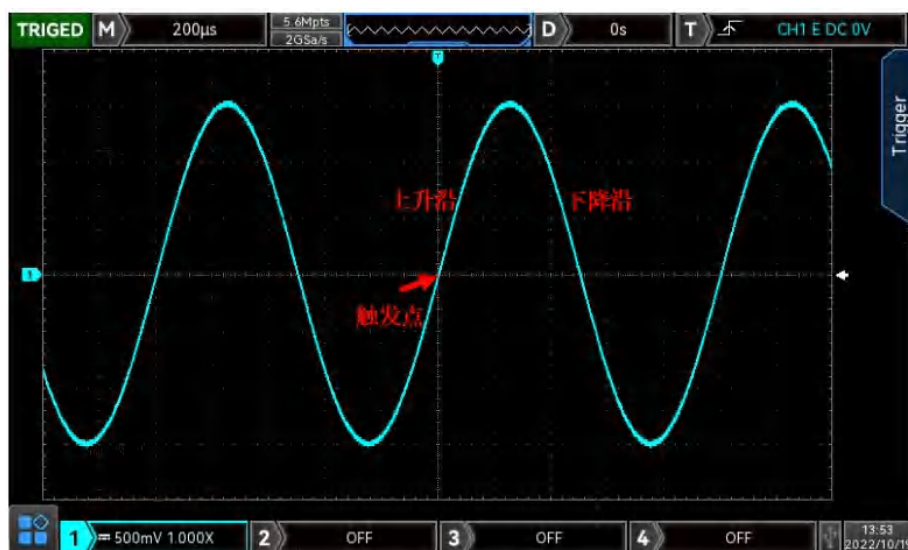 TRIGED M 200μs 5.6Mpts D 0s T CH1 E DC 0V
2GSa/s
T
Trigger
上升沿 下降沿
1
触发点
1 500mV 1.000X 2 OFF 3 OFF 4 OFF 13:53
2022/10/19